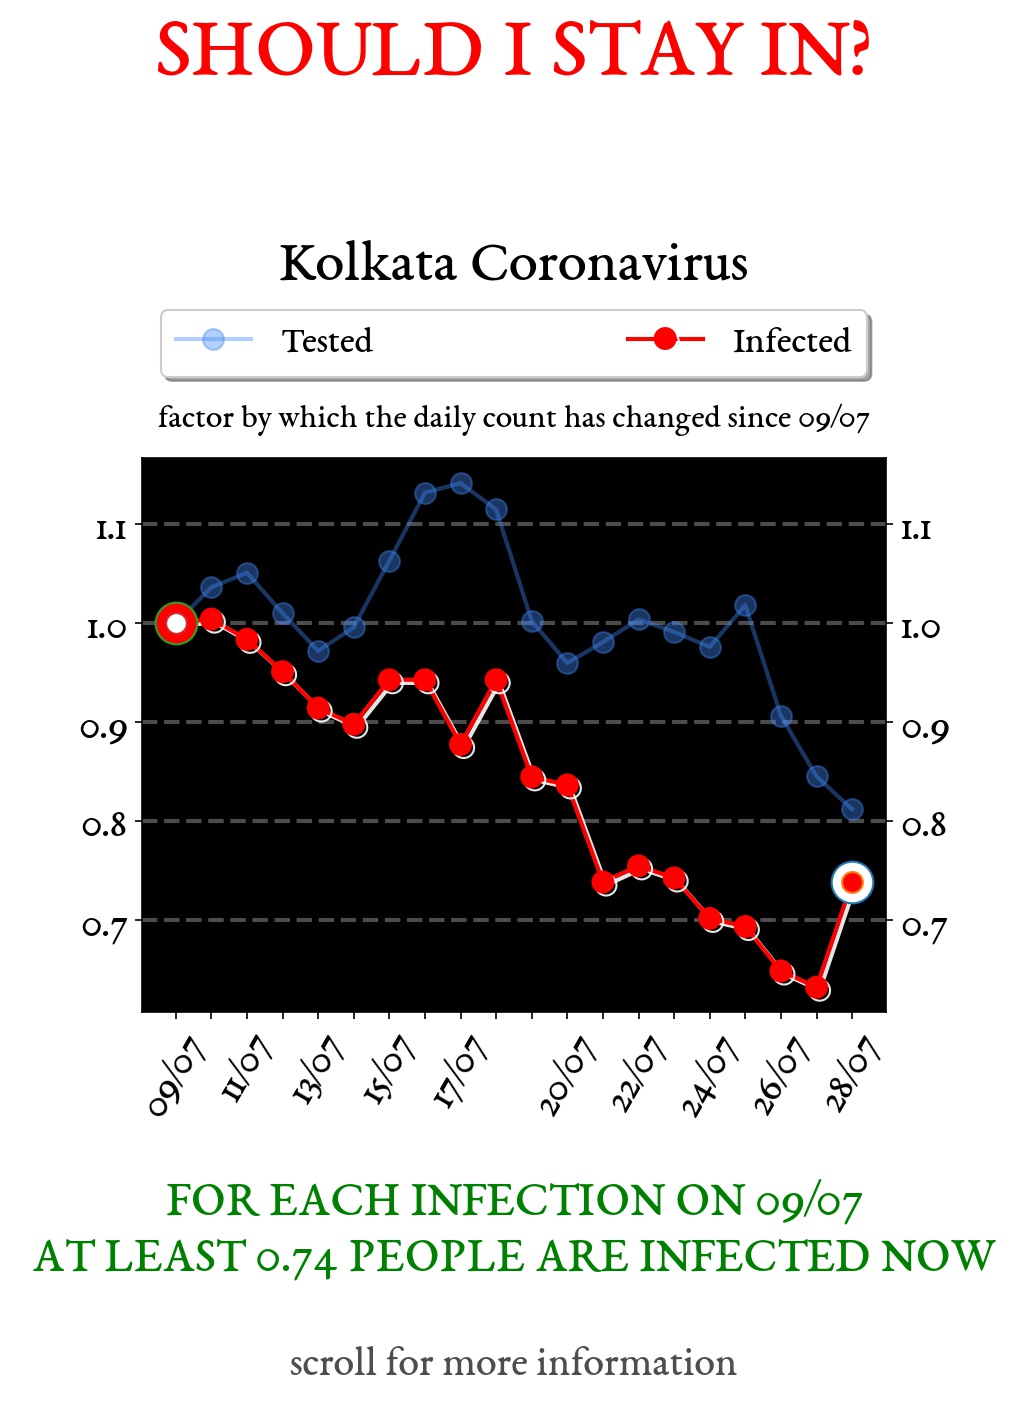 SHOULD I STAY IN?
Kolkata Coronavirus
Tested Infected
factor by which the daily count has changed since 09/07
1.1 1.1
1.0 1.0
0.9 0.9
0.8 0.8
0.7 0.7
09/07 11/07 13/07 15/07 17/07 20/07 22/07 24/07 26/07 28/07
FOR EACH INFECTION ON 09/07
AT LEAST 0.74 PEOPLE ARE INFECTED NOW
scroll for more information